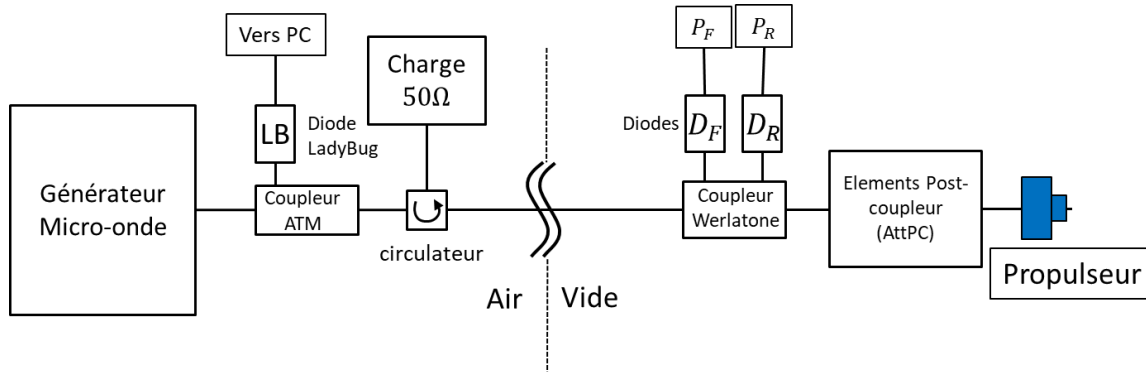 Vers PC
Charge
50Ω
P_F
P_R
LB
Diode
LadyBug
Diodes
D_F
D_R
Générateur
Micro-onde
Coupleur
ATM
circulateur
Coupleur
Werlatone
Elements Post-
coupleur
(AttPC)
Propulseur
Air
Vide